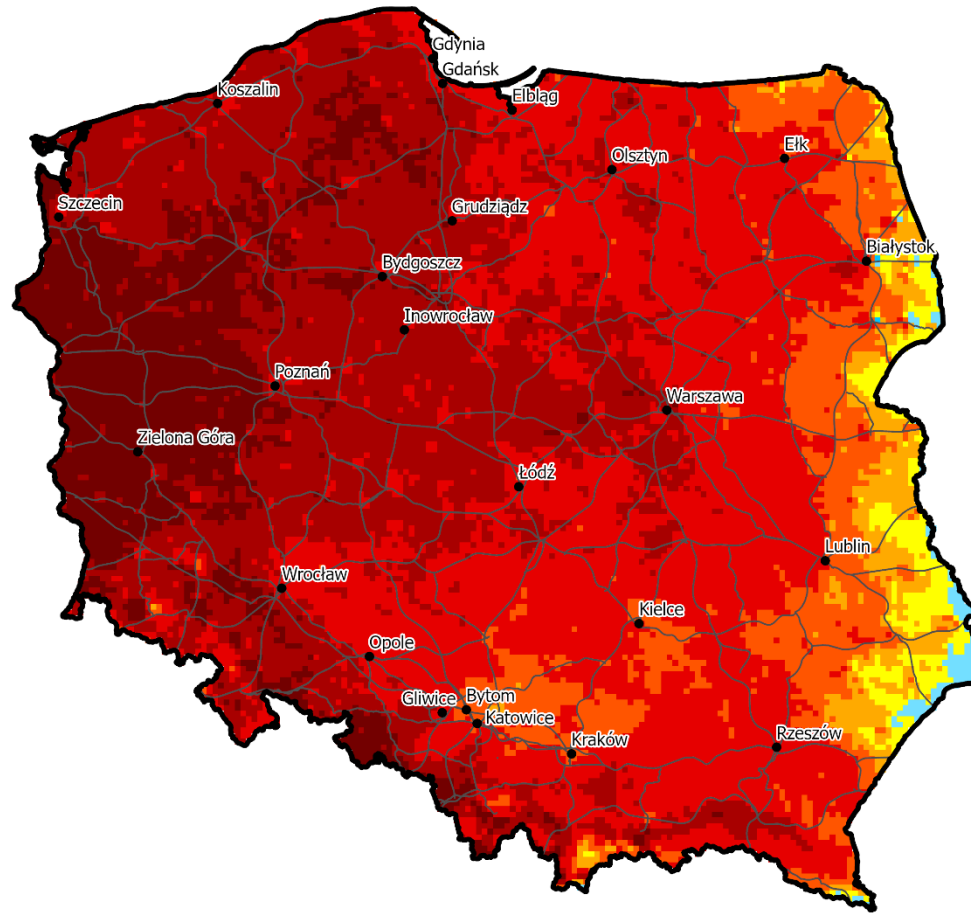 Gdynia
Gdańsk
Koszalin
Elbląg
Olsztyn
Ełk
Szczecin
Grudziądz
Białystok
Bydgoszcz
Inowrocław
Poznań
Warszawa
Zielona Góra
Łódź
Lublin
Wrocław
Kielce
Opole
Gliwice
Bytom
Katowice
Kraków
Rzeszów